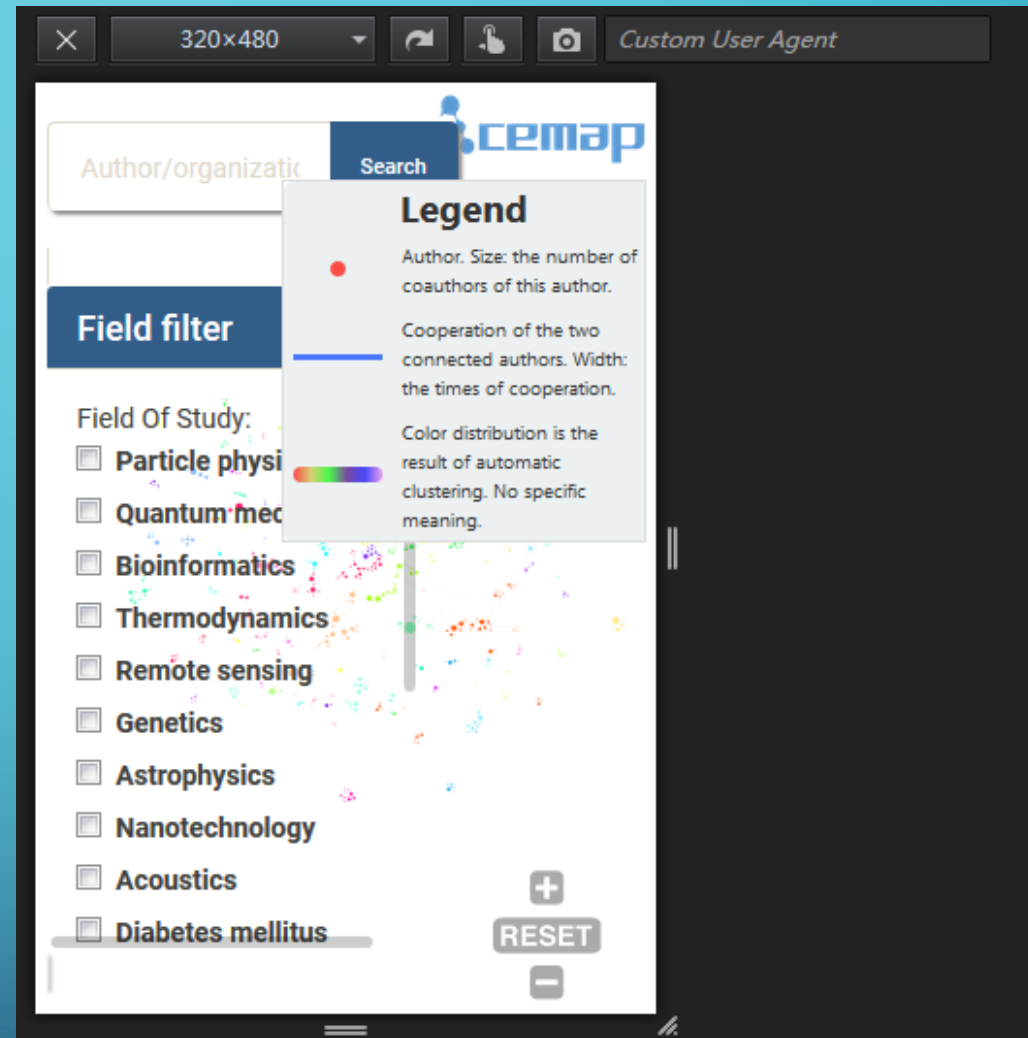 320×480
Custom User Agent
cemap
Author/organizatio
Search
Legend
Author. Size: the number of
coauthors of this author.
Cooperation of the two
connected authors. Width:
the times of cooperation.
Color distribution is the
result of automatic
clustering. No specific
meaning.
Field filter
Field Of Study:
Particle physi
Quantum mec
Bioinformatics
Thermodynamics
Remote sensing
Genetics
Astrophysics
Nanotechnology
Acoustics
Diabetes mellitus
RESET